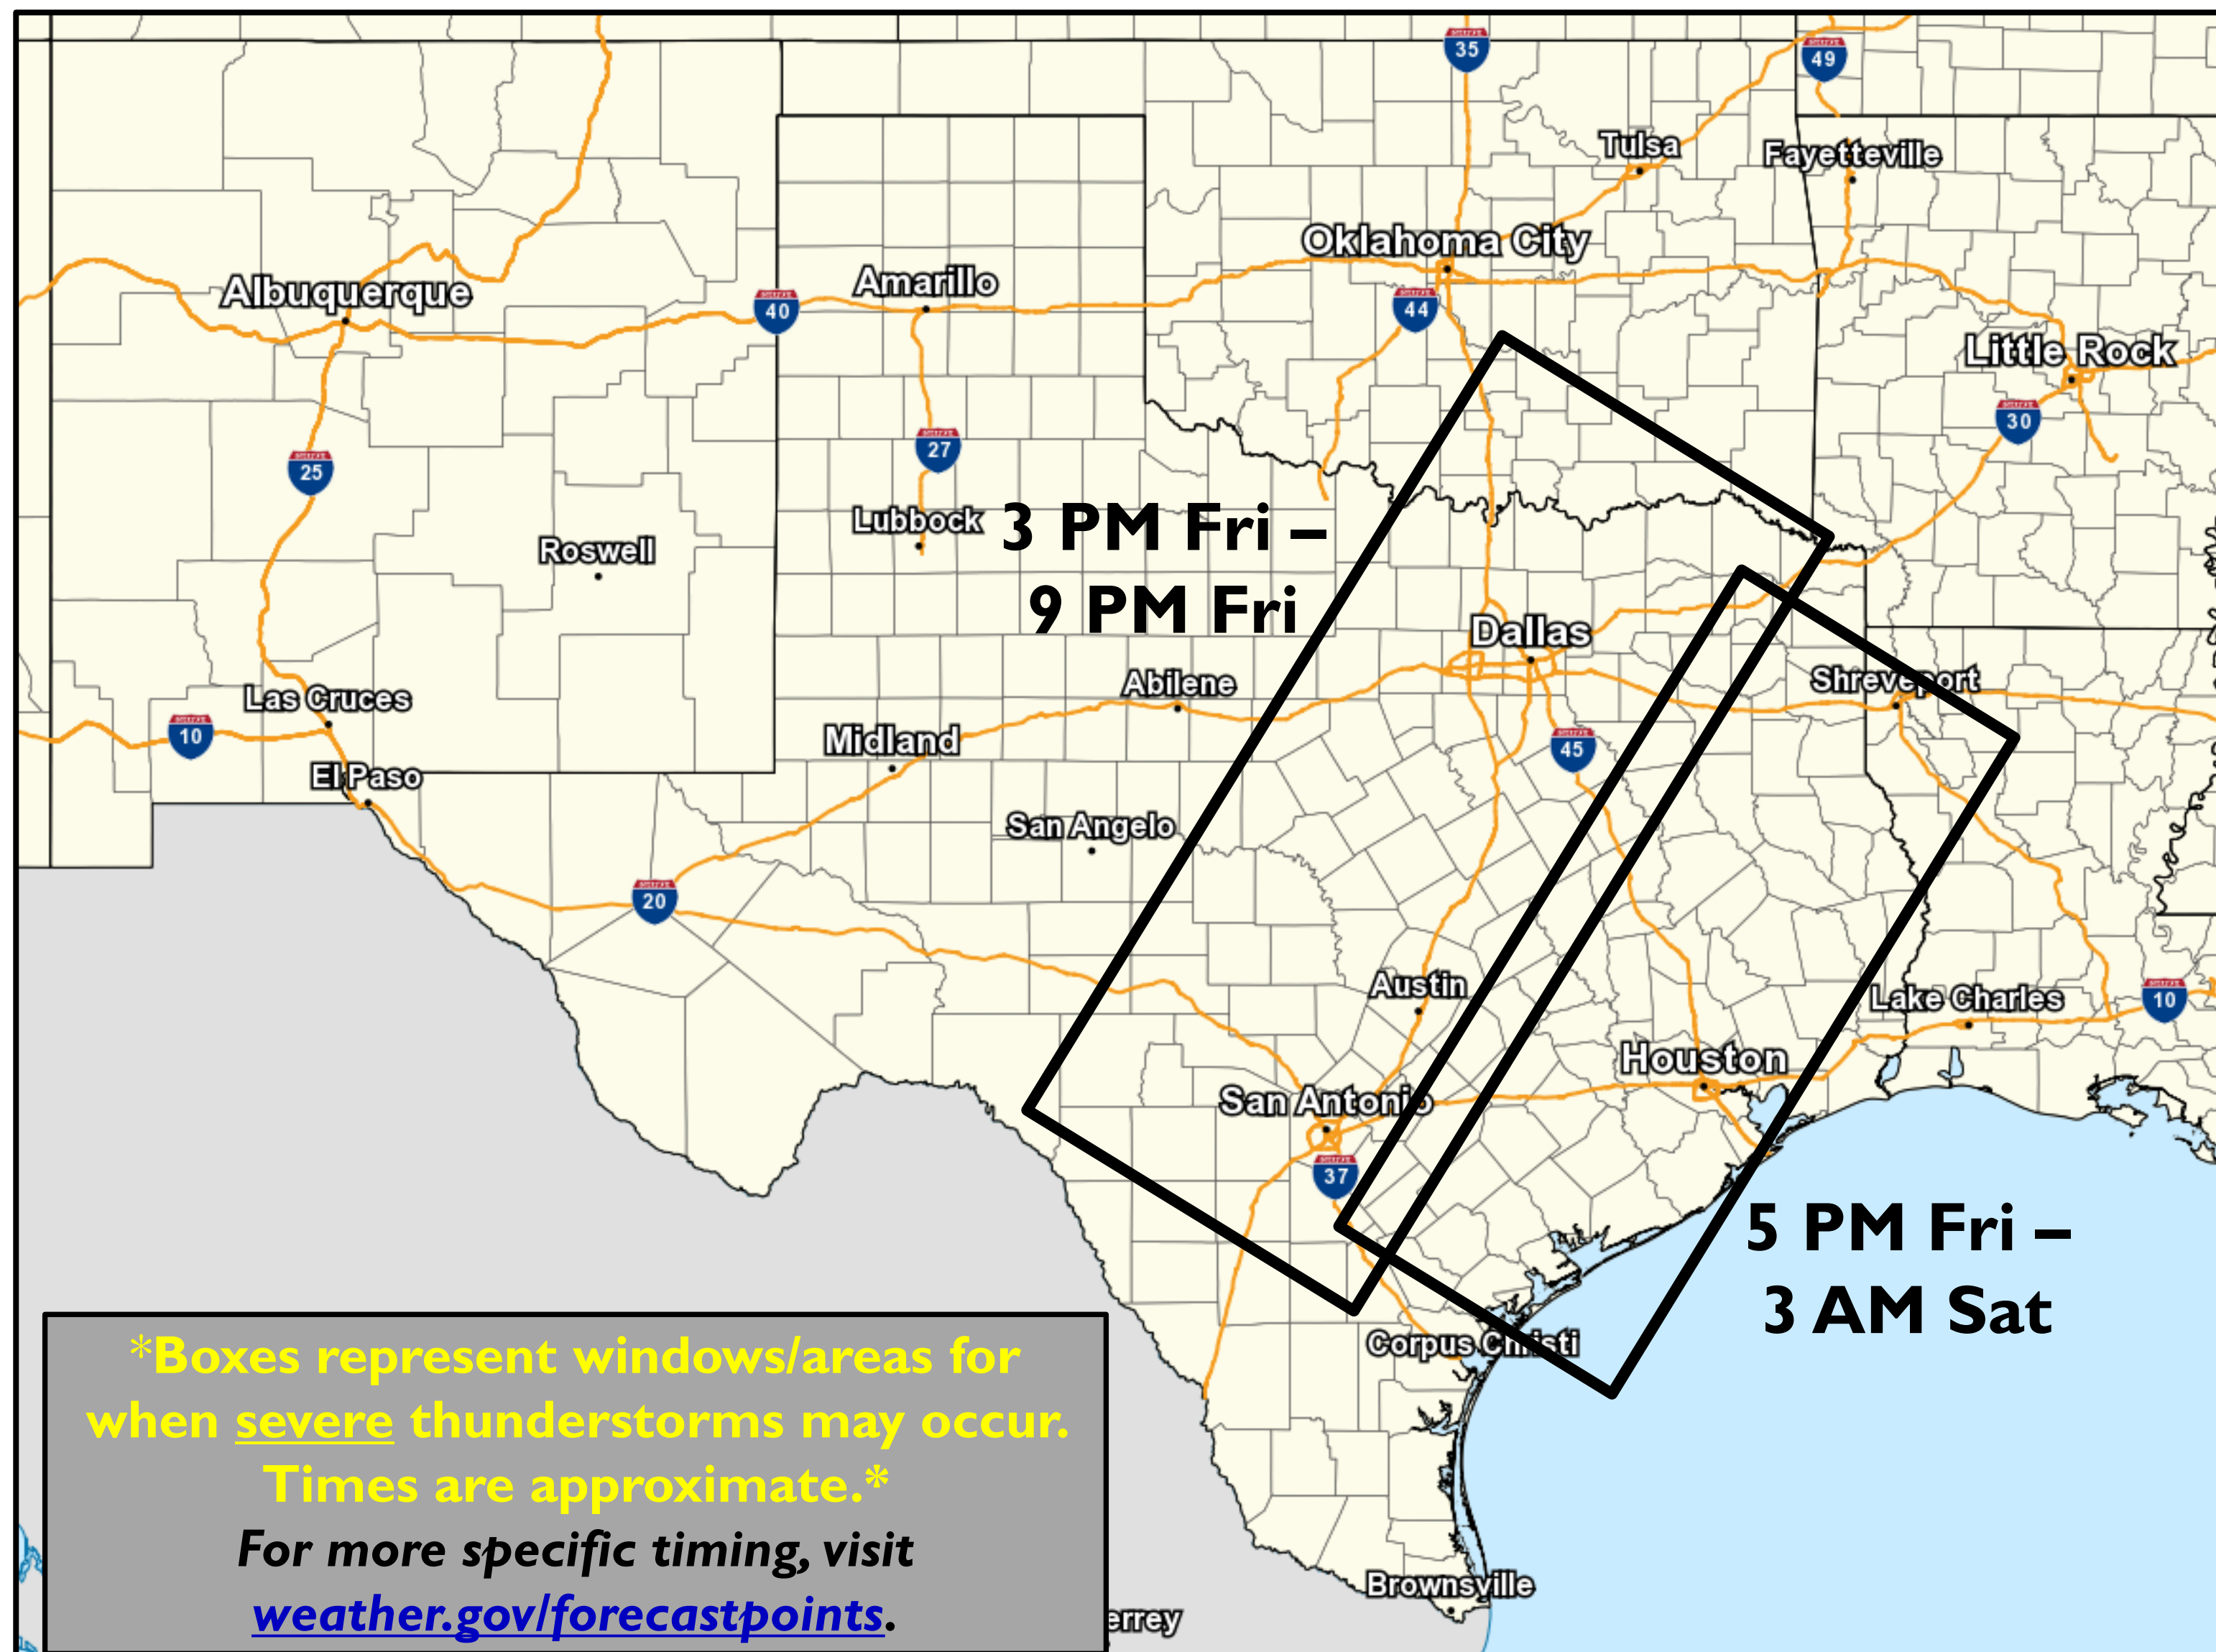 35
49
Tulsa
Fayetteville
Oklahoma City
Albuquerque
Amarillo
40
44
Little Rock
30
25
27
Lubbock
3 PM Fri –
9 PM Fri
Roswell
Dallas
Shreveport
Abilene
Las Cruces
10
Midland
45
El Paso
San Angelo
20
Austin
Lake Charles
10
Houston
San Antonio
37
5 PM Fri –
3 AM Sat
Corpus Christi
*Boxes represent windows/areas for
when severe thunderstorms may occur.
Times are approximate.*
For more specific timing, visit
weather.gov/forecastpoints.
Brownsville
errey